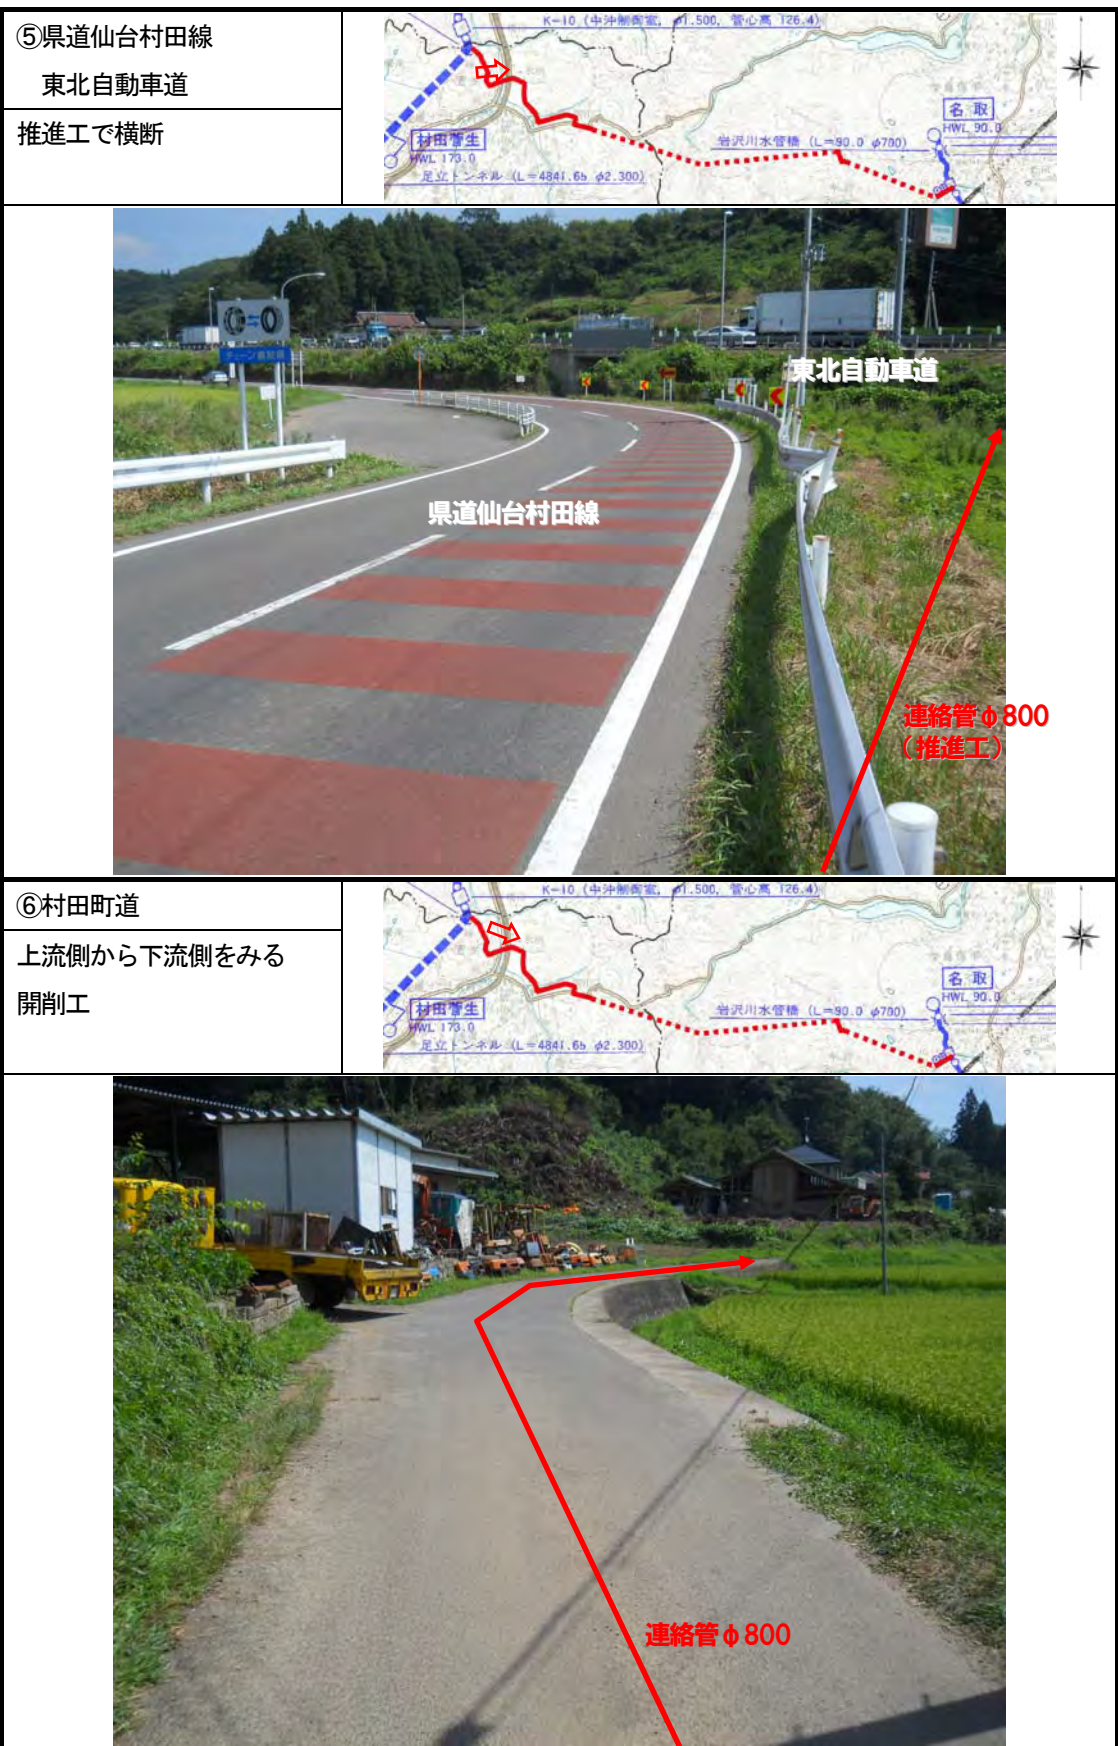 ⑤県道仙台村田線
東北自動車道
推進工で横断
K-10 (中沖制御室, φ1.500, 管心高 126.4)
名取
HWL 90.0
村田菅生
HWL 173.0
岩沢川水管橋 (L=90.0 φ700)
足立トンネル (L=4841.65 φ2.300)
東北自動車道
県道仙台村田線
連絡管φ800
(推進工)
⑥村田町道
上流側から下流側をみる
開削工
K-10 (中沖制御室, φ1.500, 管心高 126.4)
名取
HWL 90.0
村田菅生
HWL 173.0
岩沢川水管橋 (L=90.0 φ700)
足立トンネル (L=4841.65 φ2.300)
連絡管φ800